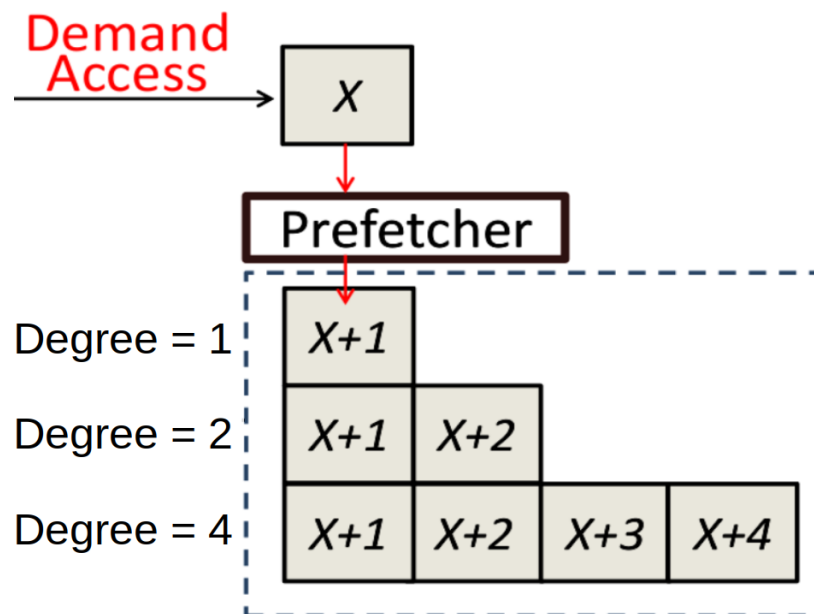 Demand
Access
X
Prefetcher
Degree = 1 X+1
Degree = 2 X+1 X+2
Degree = 4 X+1 X+2 X+3 X+4